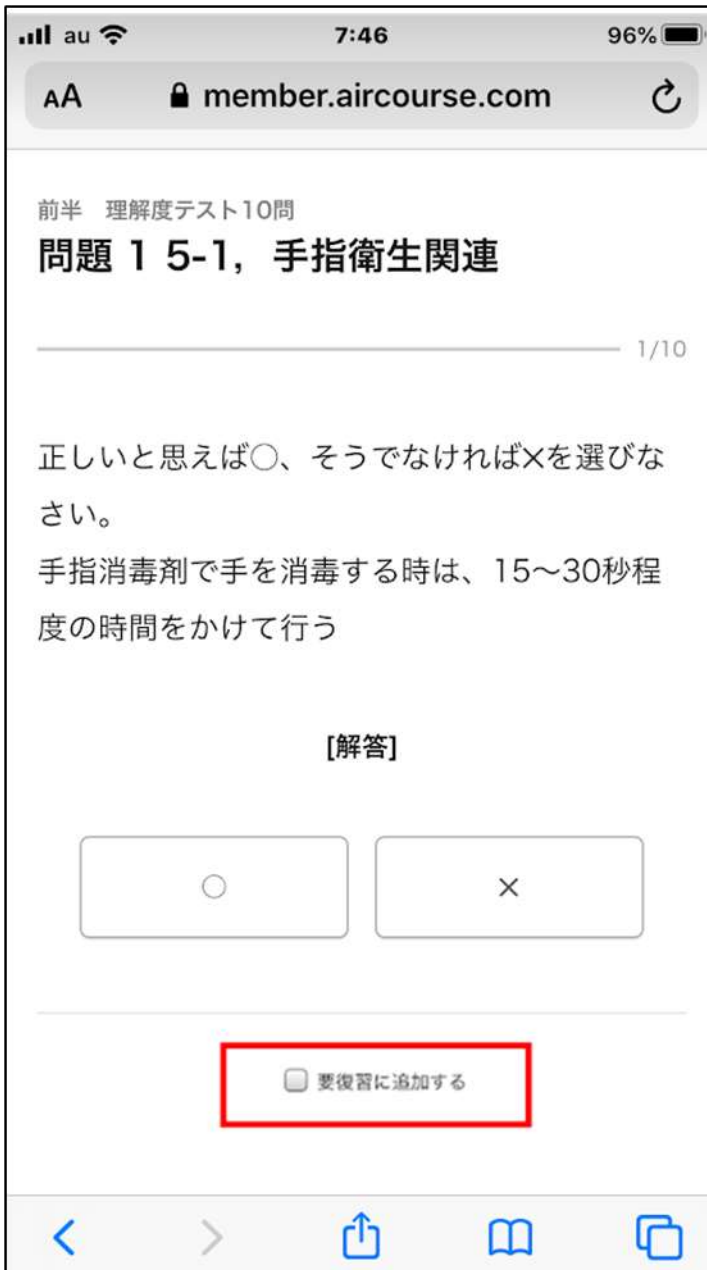 au 7:46 96%
AA member.aircourse.com
前半 理解度テスト10問
問題 1 5-1, 手指衛生関連
1/10
正しいと思えば○、そうでなければ×を選びな
さい。
手指消毒剤で手を消毒する時は、15〜30秒程
度の時間をかけて行う
[解答]
○ ×
要復習に追加する